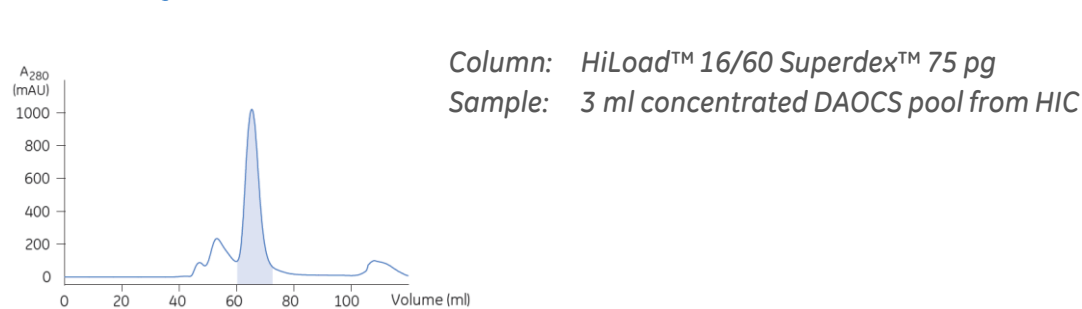 A280
(mAU)
1000
800
600
400
200
0
0 20 40 60 80 100 Volume (ml)
Column: HiLoad™ 16/60 Superdex™ 75 pg
Sample: 3 ml concentrated DAOCS pool from HIC